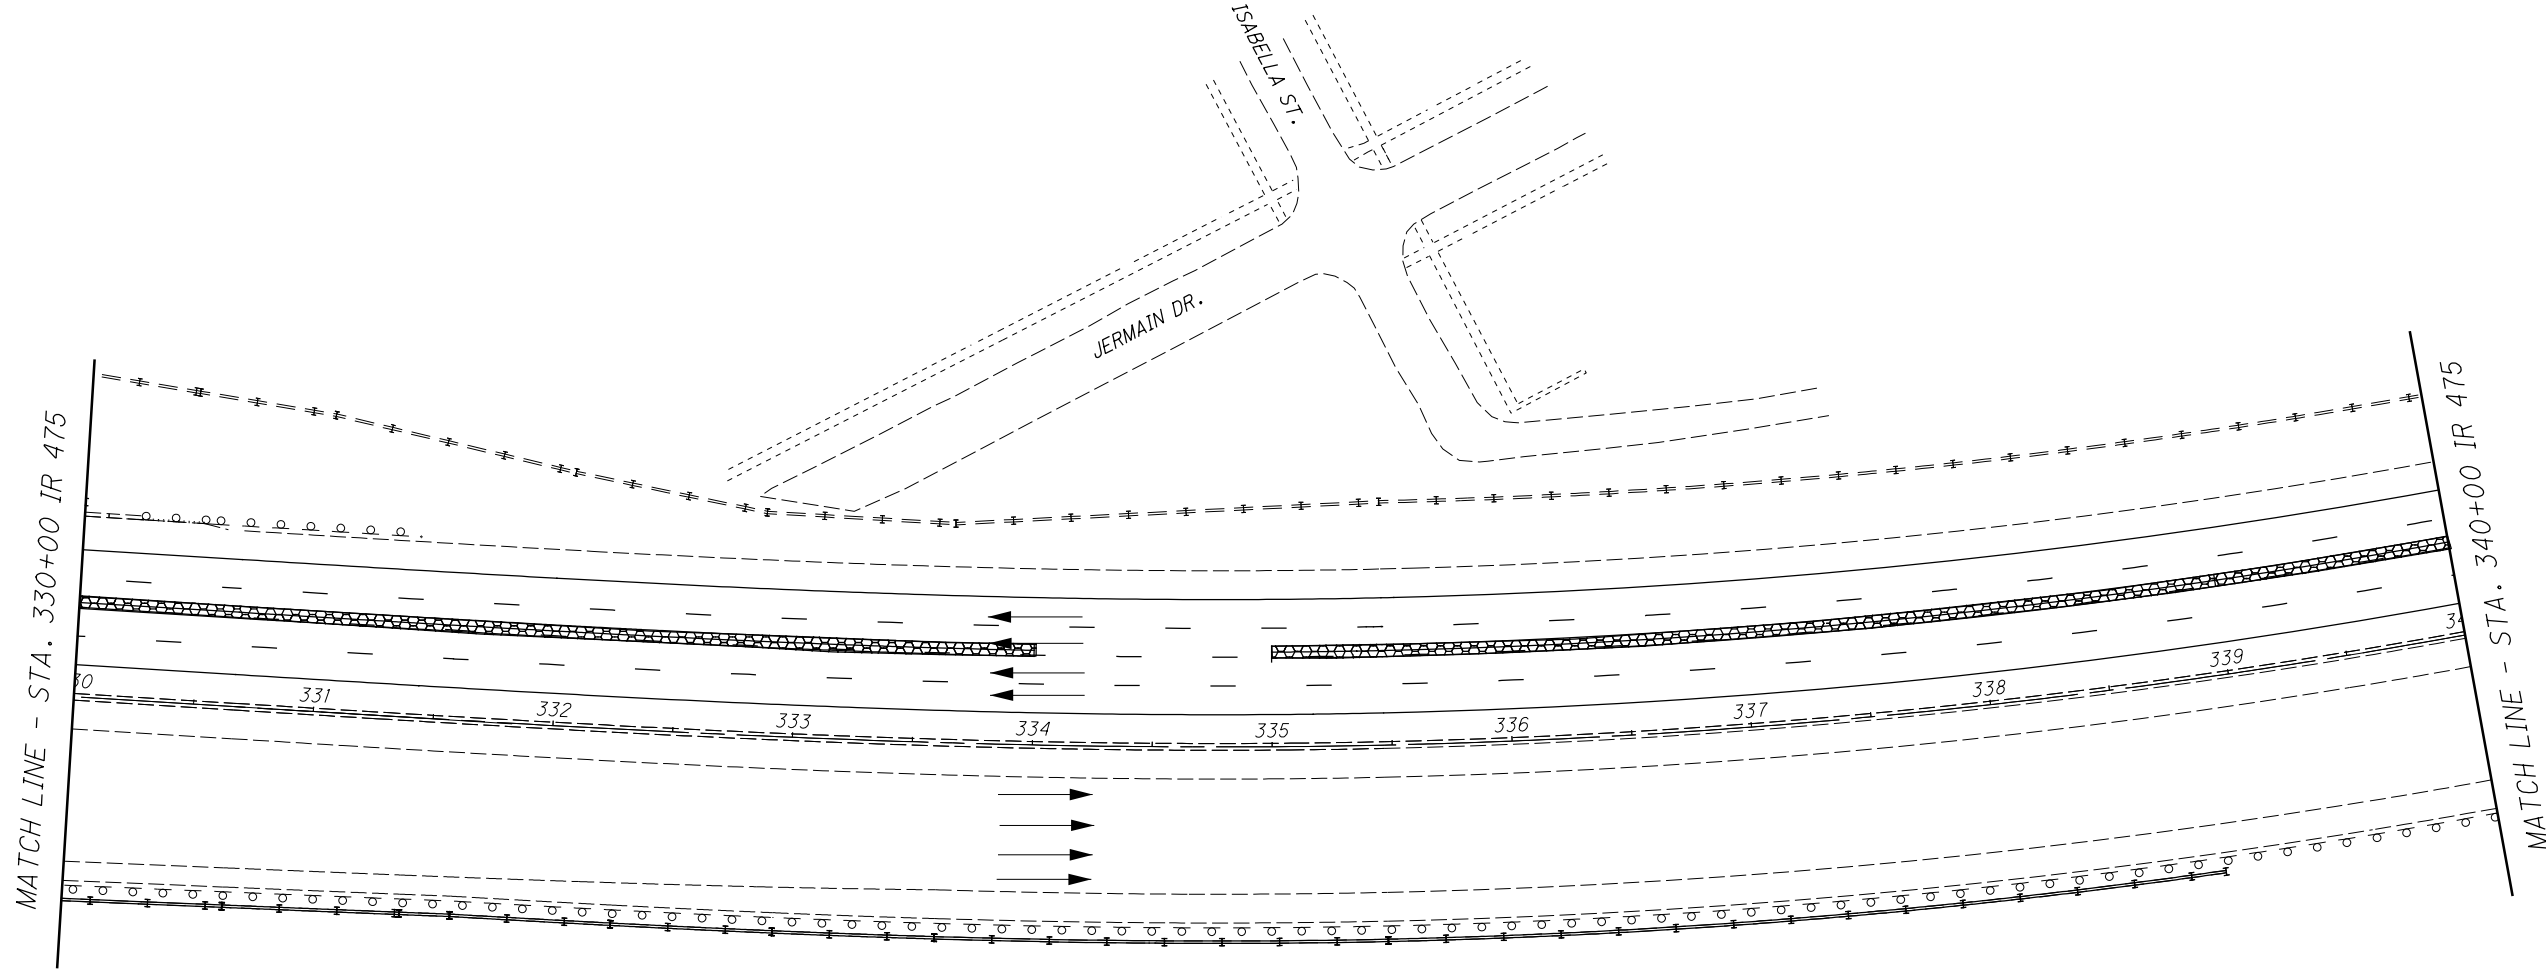 ISABELLA ST.
JERMAIN DR.
MATCH LINE - STA. 330+00 IR 475
MATCH LINE - STA. 340+00 IR 475
30
331
332
333
334
335
336
337
338
339
34